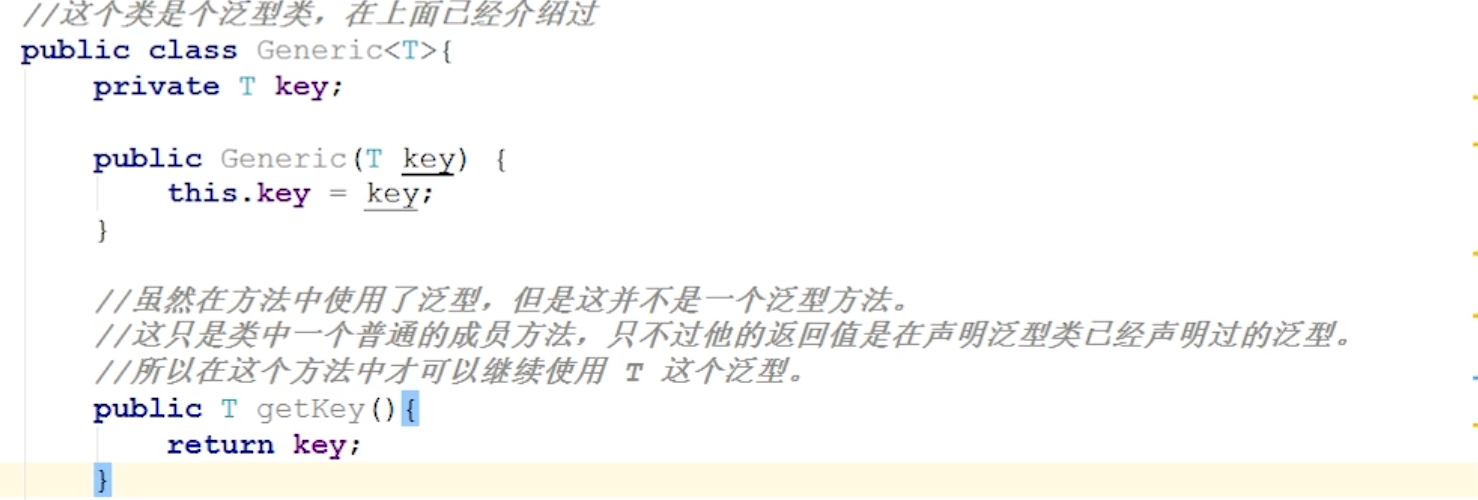 //这个类是个泛型类，在上面已经介绍过
public class Generic<T>{
private T key;
public Generic(T key) {
this.key = key;
}
//虽然在方法中使用了泛型，但是这并不是一个泛型方法。
//这只是类中一个普通的成员方法，只不过他的返回值是在声明泛型类已经声明过的泛型。
//所以在这个方法中才可以继续使用 T 这个泛型。
public T getKey(){
return key;
}